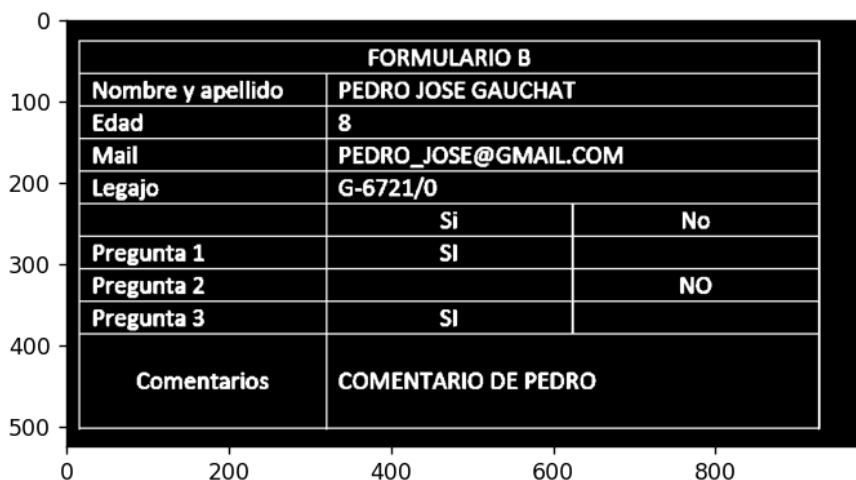 0
FORMULARIO B
Nombre y apellido PEDRO JOSE GAUCHAT
100
Edad 8
Mail PEDRO_JOSE@GMAIL.COM
200
Legajo G-6721/0
Si No
Pregunta 1 SI
300
Pregunta 2 NO
Pregunta 3 SI
400
Comentarios COMENTARIO DE PEDRO
500
0 200 400 600 800